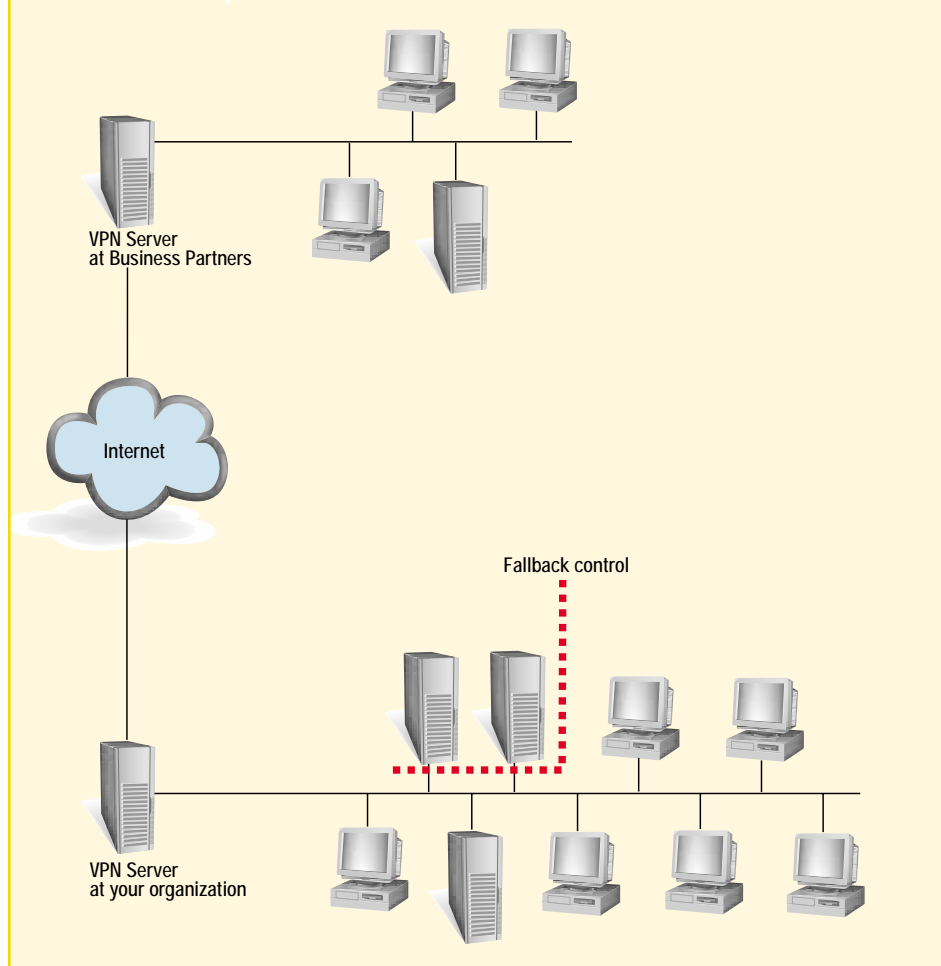 VPN Server
at Business Partners
Internet
Fallback control
VPN Server
at your organization